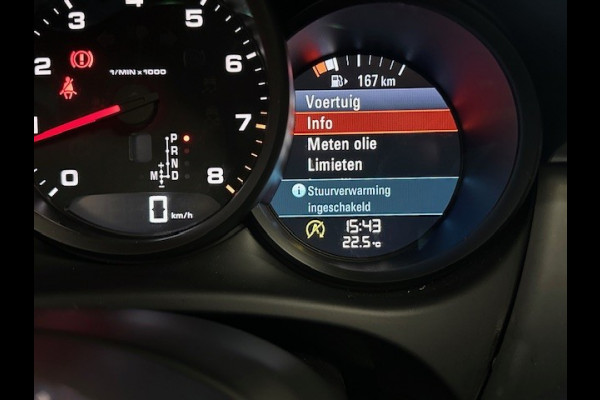 3
4
5
2
6
1/MIN x 1000
1
7
P
R
N
M D
+
-
0
8
0 km/h
167 km
Voertuig
Info
Meten olie
Limieten
Stuurverwarming
ingeschakeld
15:43
22.5°C